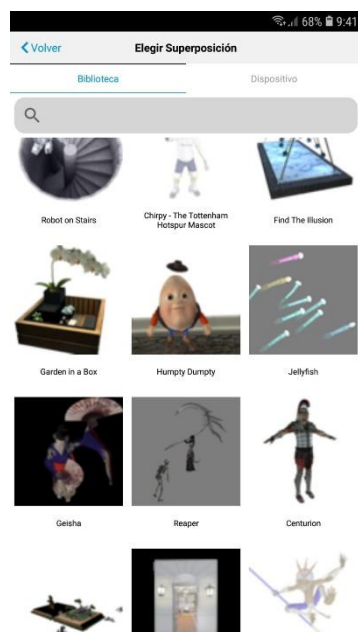 68% 9:41
Volver Elegir Superposición
Biblioteca Dispositivo
Robot on Stairs
Chirpy - The Tottenham
Hotspur Mascot
Find The Illusion
Garden in a Box
Humpty Dumpty
Jellyfish
Geisha
Reaper
Centurion